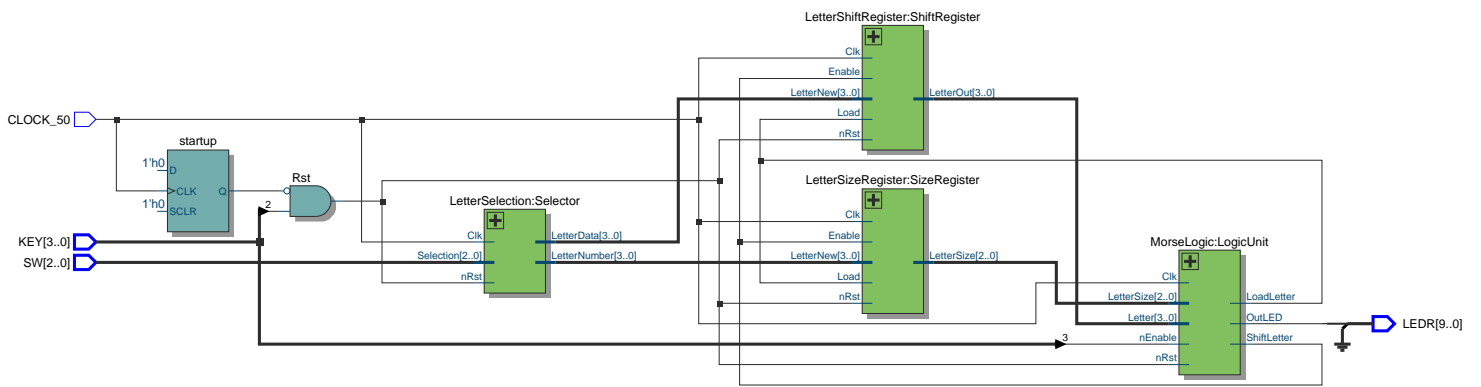 LetterShiftRegister:ShiftRegister
Clk
Enable
LetterNew[3..0]
LetterOut[3..0]
Load
nRst
CLOCK_50
startup
1'h0
D
CLK
Q
1'h0
SCLR
Rst
2
KEY[3..0]
SW[2..0]
LetterSelection:Selector
Clk
LetterData[3..0]
Selection[2..0]
LetterNumber[3..0]
nRst
LetterSizeRegister:SizeRegister
Clk
Enable
LetterNew[3..0]
LetterSize[2..0]
Load
nRst
MorseLogic:LogicUnit
Clk
LetterSize[2..0]
LoadLetter
Letter[3..0]
OutLED
3
nEnable
ShiftLetter
nRst
LEDR[9..0]